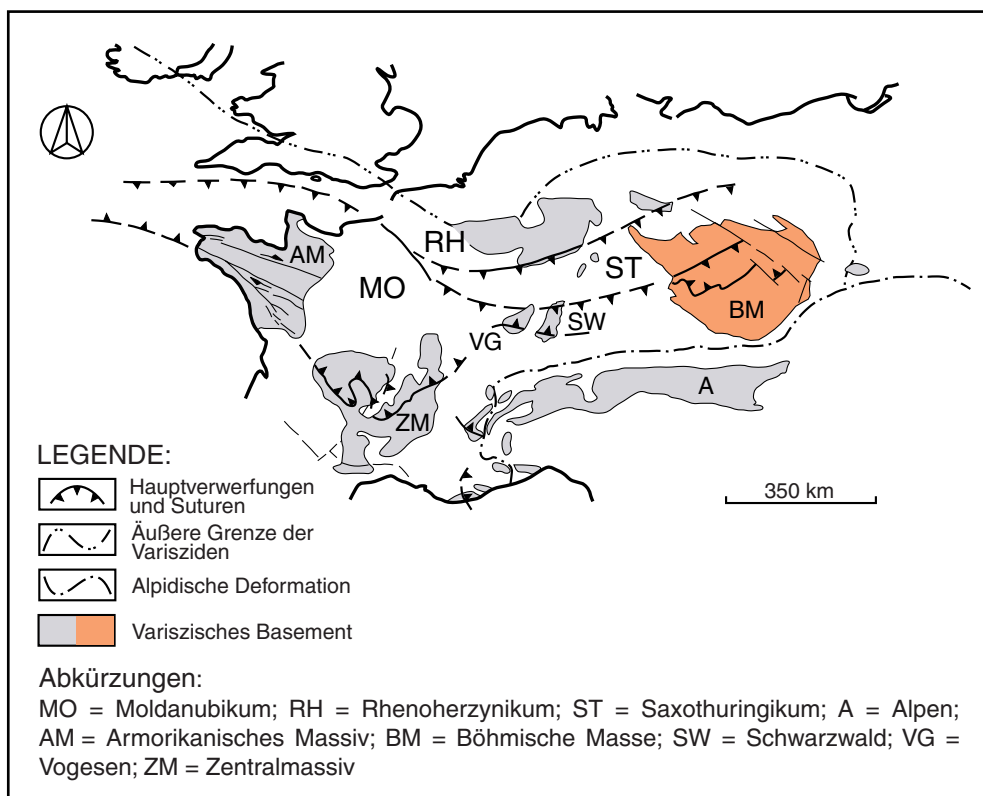 AM
RH
MO
ST
BM
VG
SW
ZM
A
LEGENDE:
Hauptverwerfungen
und Suturen
Äußere Grenze der
Varisziden
Alpidische Deformation
Variszisches Basement
350 km
Abkürzungen:
MO = Moldanubikum; RH = Rhenoherzynikum; ST = Saxothuringikum; A = Alpen;
AM = Armorikanisches Massiv; BM = Böhmische Masse; SW = Schwarzwald; VG =
Vogesen; ZM = Zentralmassiv